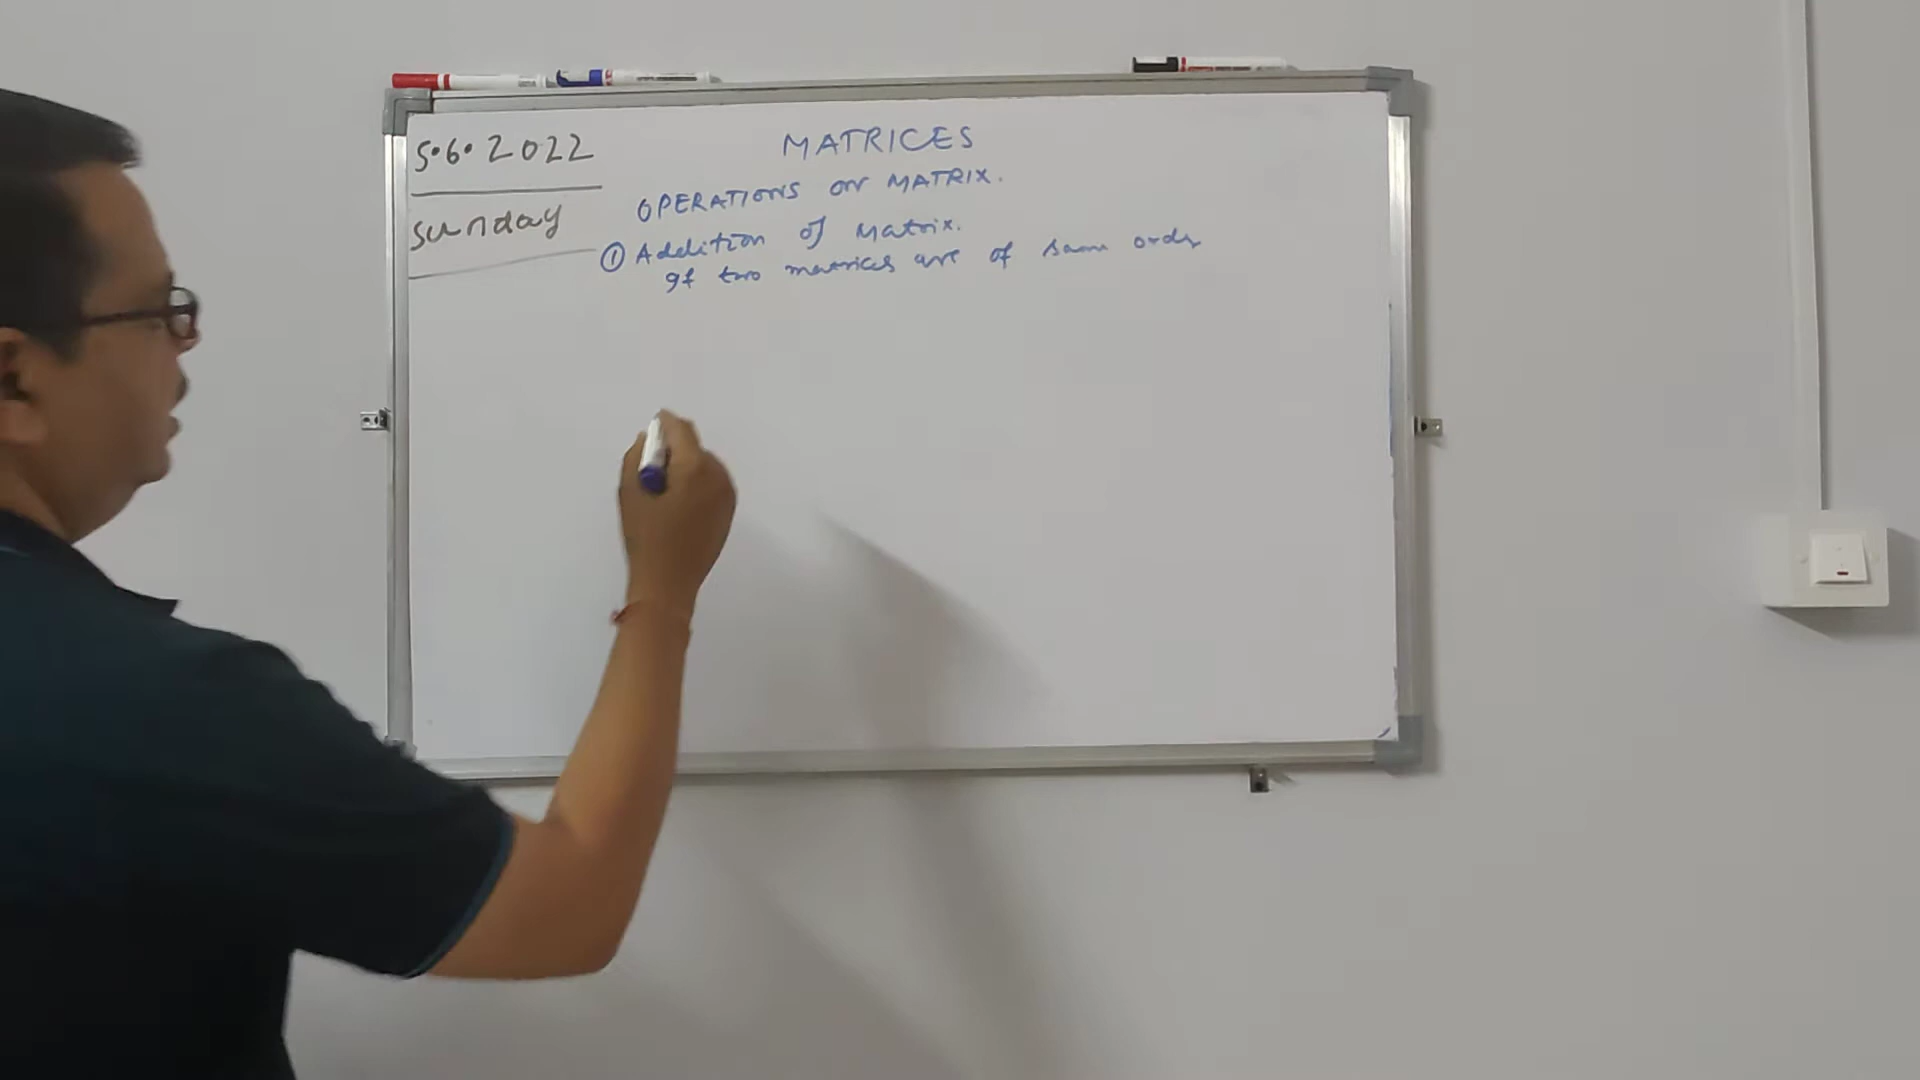 5.6.2022
sunday
MATRICES
OPERATIONS ON MATRIX.
① Addition of Matrix.
If two matrices are of same order